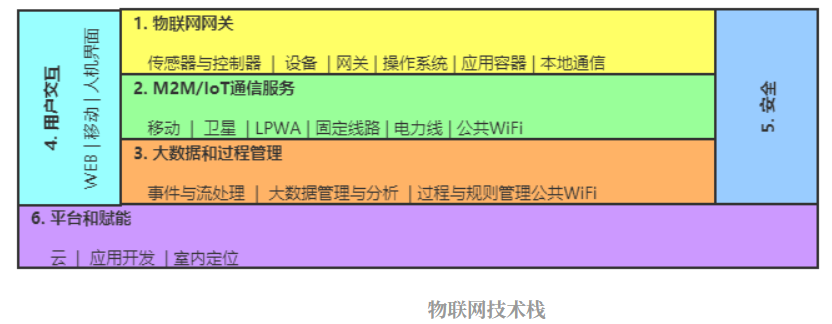 1. 物联网网关
传感器与控制器 | 设备 | 网关 | 操作系统 | 应用容器 | 本地通信
2. M2M/IoT通信服务
移动 | 卫星 | LPWA | 固定线路 | 电力线 | 公共WiFi
3. 大数据和过程管理
事件与流处理 | 大数据管理与分析 | 过程与规则管理公共WiFi
4. 用户交互
WEB | 移动 | 人机界面
5. 安全
6. 平台和赋能
云 | 应用开发 | 室内定位
物联网技术栈